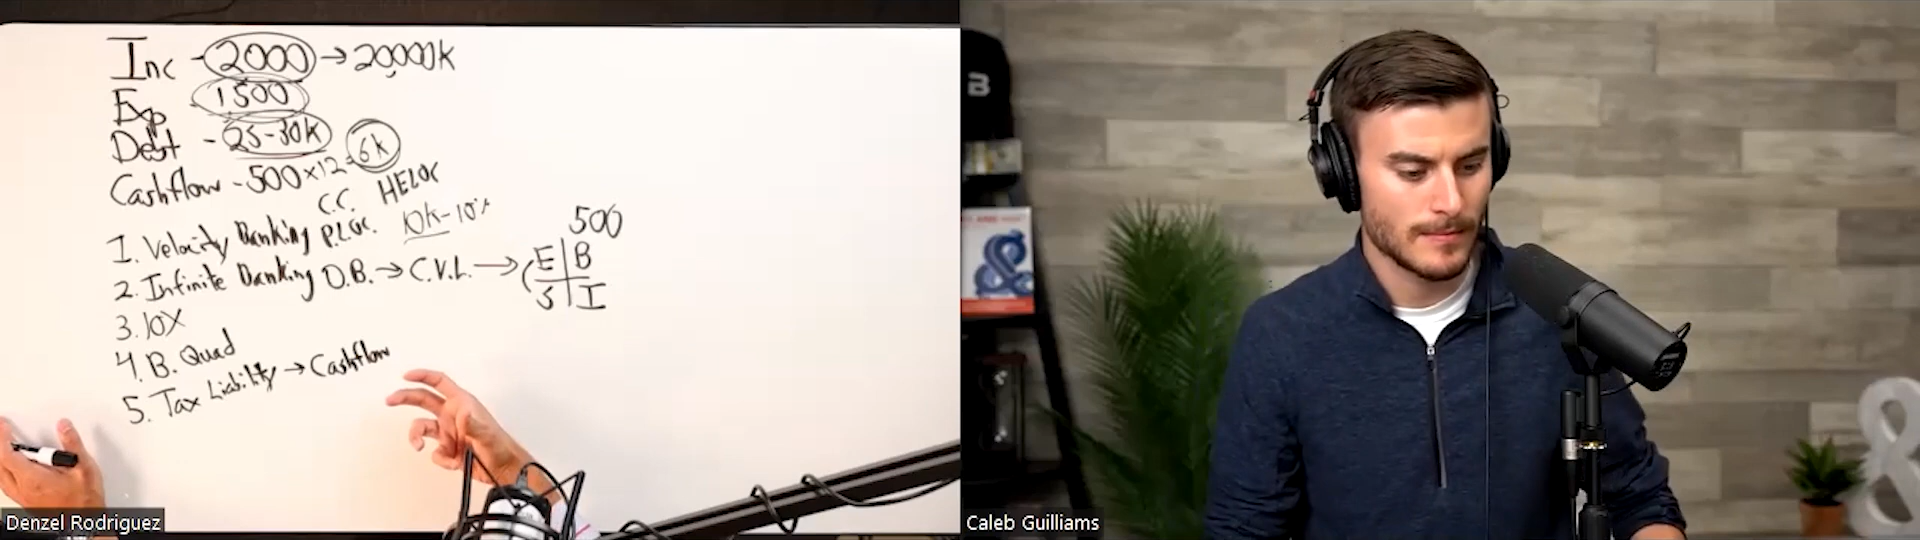 Inc - 2000 → 20,000k
Exp 1500
Debt - 25-30k
Cashflow - 500 x 12 = 6k
C.C. HELOC
1. Velocity Banking PLOC. 10k - 10%
500
2. Infinite Banking D.B. → C.V.L. → E B
S I
3. 10X
4. B. Quad
5. Tax Liability → Cashflow
Denzel Rodriguez
B
&
&
Caleb Guilliams